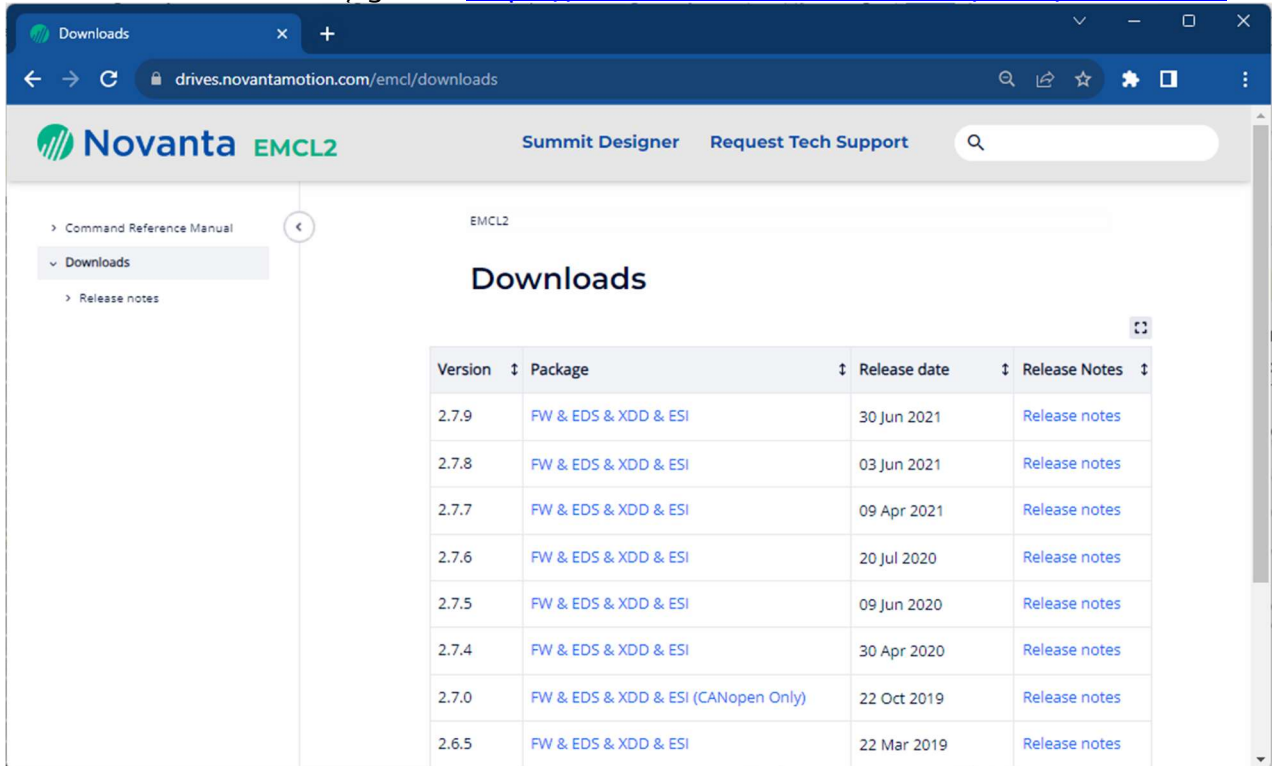 Downloads
drives.novantamotion.com/emcl/downloads
Novanta EMCL2 Summit Designer Request Tech Support
Command Reference Manual
Downloads
Release notes
EMCL2
Downloads
Version Package Release date Release Notes
2.7.9 FW & EDS & XDD & ESI 30 Jun 2021 Release notes
2.7.8 FW & EDS & XDD & ESI 03 Jun 2021 Release notes
2.7.7 FW & EDS & XDD & ESI 09 Apr 2021 Release notes
2.7.6 FW & EDS & XDD & ESI 20 Jul 2020 Release notes
2.7.5 FW & EDS & XDD & ESI 09 Jun 2020 Release notes
2.7.4 FW & EDS & XDD & ESI 30 Apr 2020 Release notes
2.7.0 FW & EDS & XDD & ESI (CANopen Only) 22 Oct 2019 Release notes
2.6.5 FW & EDS & XDD & ESI 22 Mar 2019 Release notes